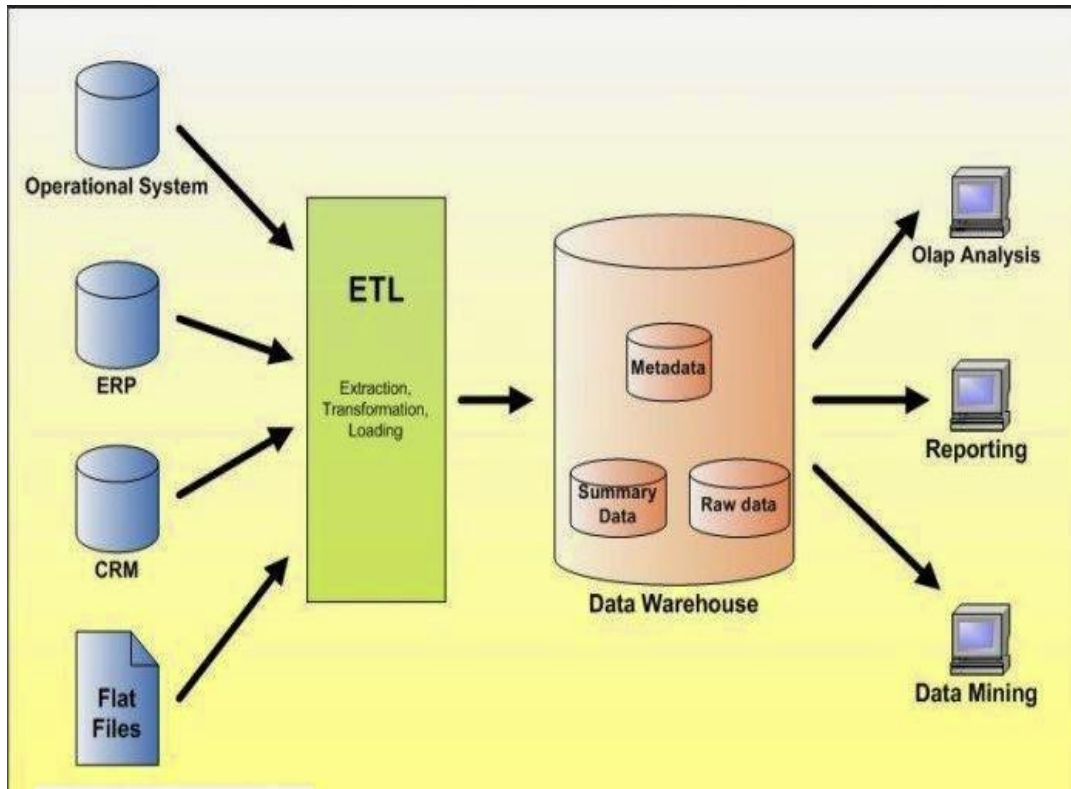 Operational System
ERP
CRM
Flat
Files
ETL
Extraction,
Transformation,
Loading
Metadata
Summary
Data
Raw data
Data Warehouse
Olap Analysis
Reporting
Data Mining